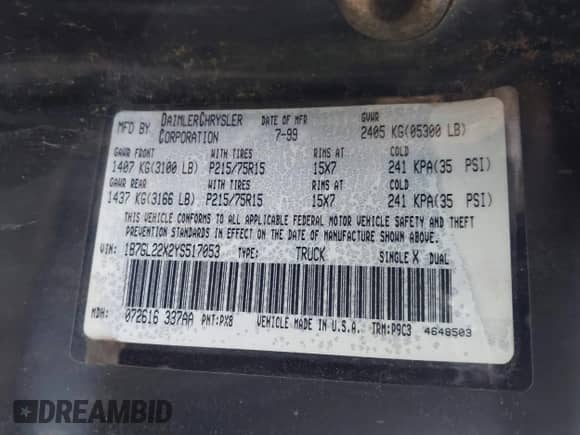 MFD BY DAIMLERCHRYSLER CORPORATION DATE OF MFR 7-99 GVWR 2405 KG(05300 LB)
GAWR FRONT WITH TIRES RIMS AT COLD
1407 KG(3100 LB) P215/75R15 15X7 241 KPA(35 PSI)
GAWR REAR WITH TIRES RIMS AT COLD
1437 KG(3166 LB) P215/75R15 15X7 241 KPA(35 PSI)
THIS VEHICLE CONFORMS TO ALL APPLICABLE FEDERAL MOTOR VEHICLE SAFETY AND THEFT
PREVENTION STANDARDS IN EFFECT ON THE DATE OF MANUFACTURE SHOWN ABOVE.
VIN: 1B7GL22X2YS517053 TYPE: TRUCK SINGLE X DUAL
MDH: 072616 337AA PNT:PX8 VEHICLE MADE IN U.S.A. TRM:P9C3 4648503
DREAMBID